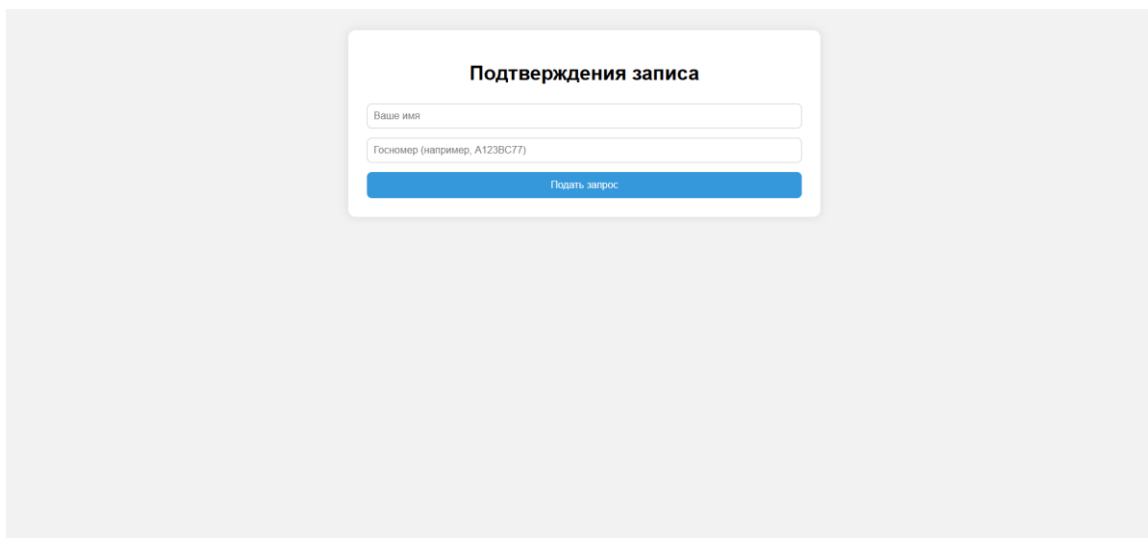 Подтверждения записа
Ваше имя
Госномер (например, А123ВС77)
Подать запрос